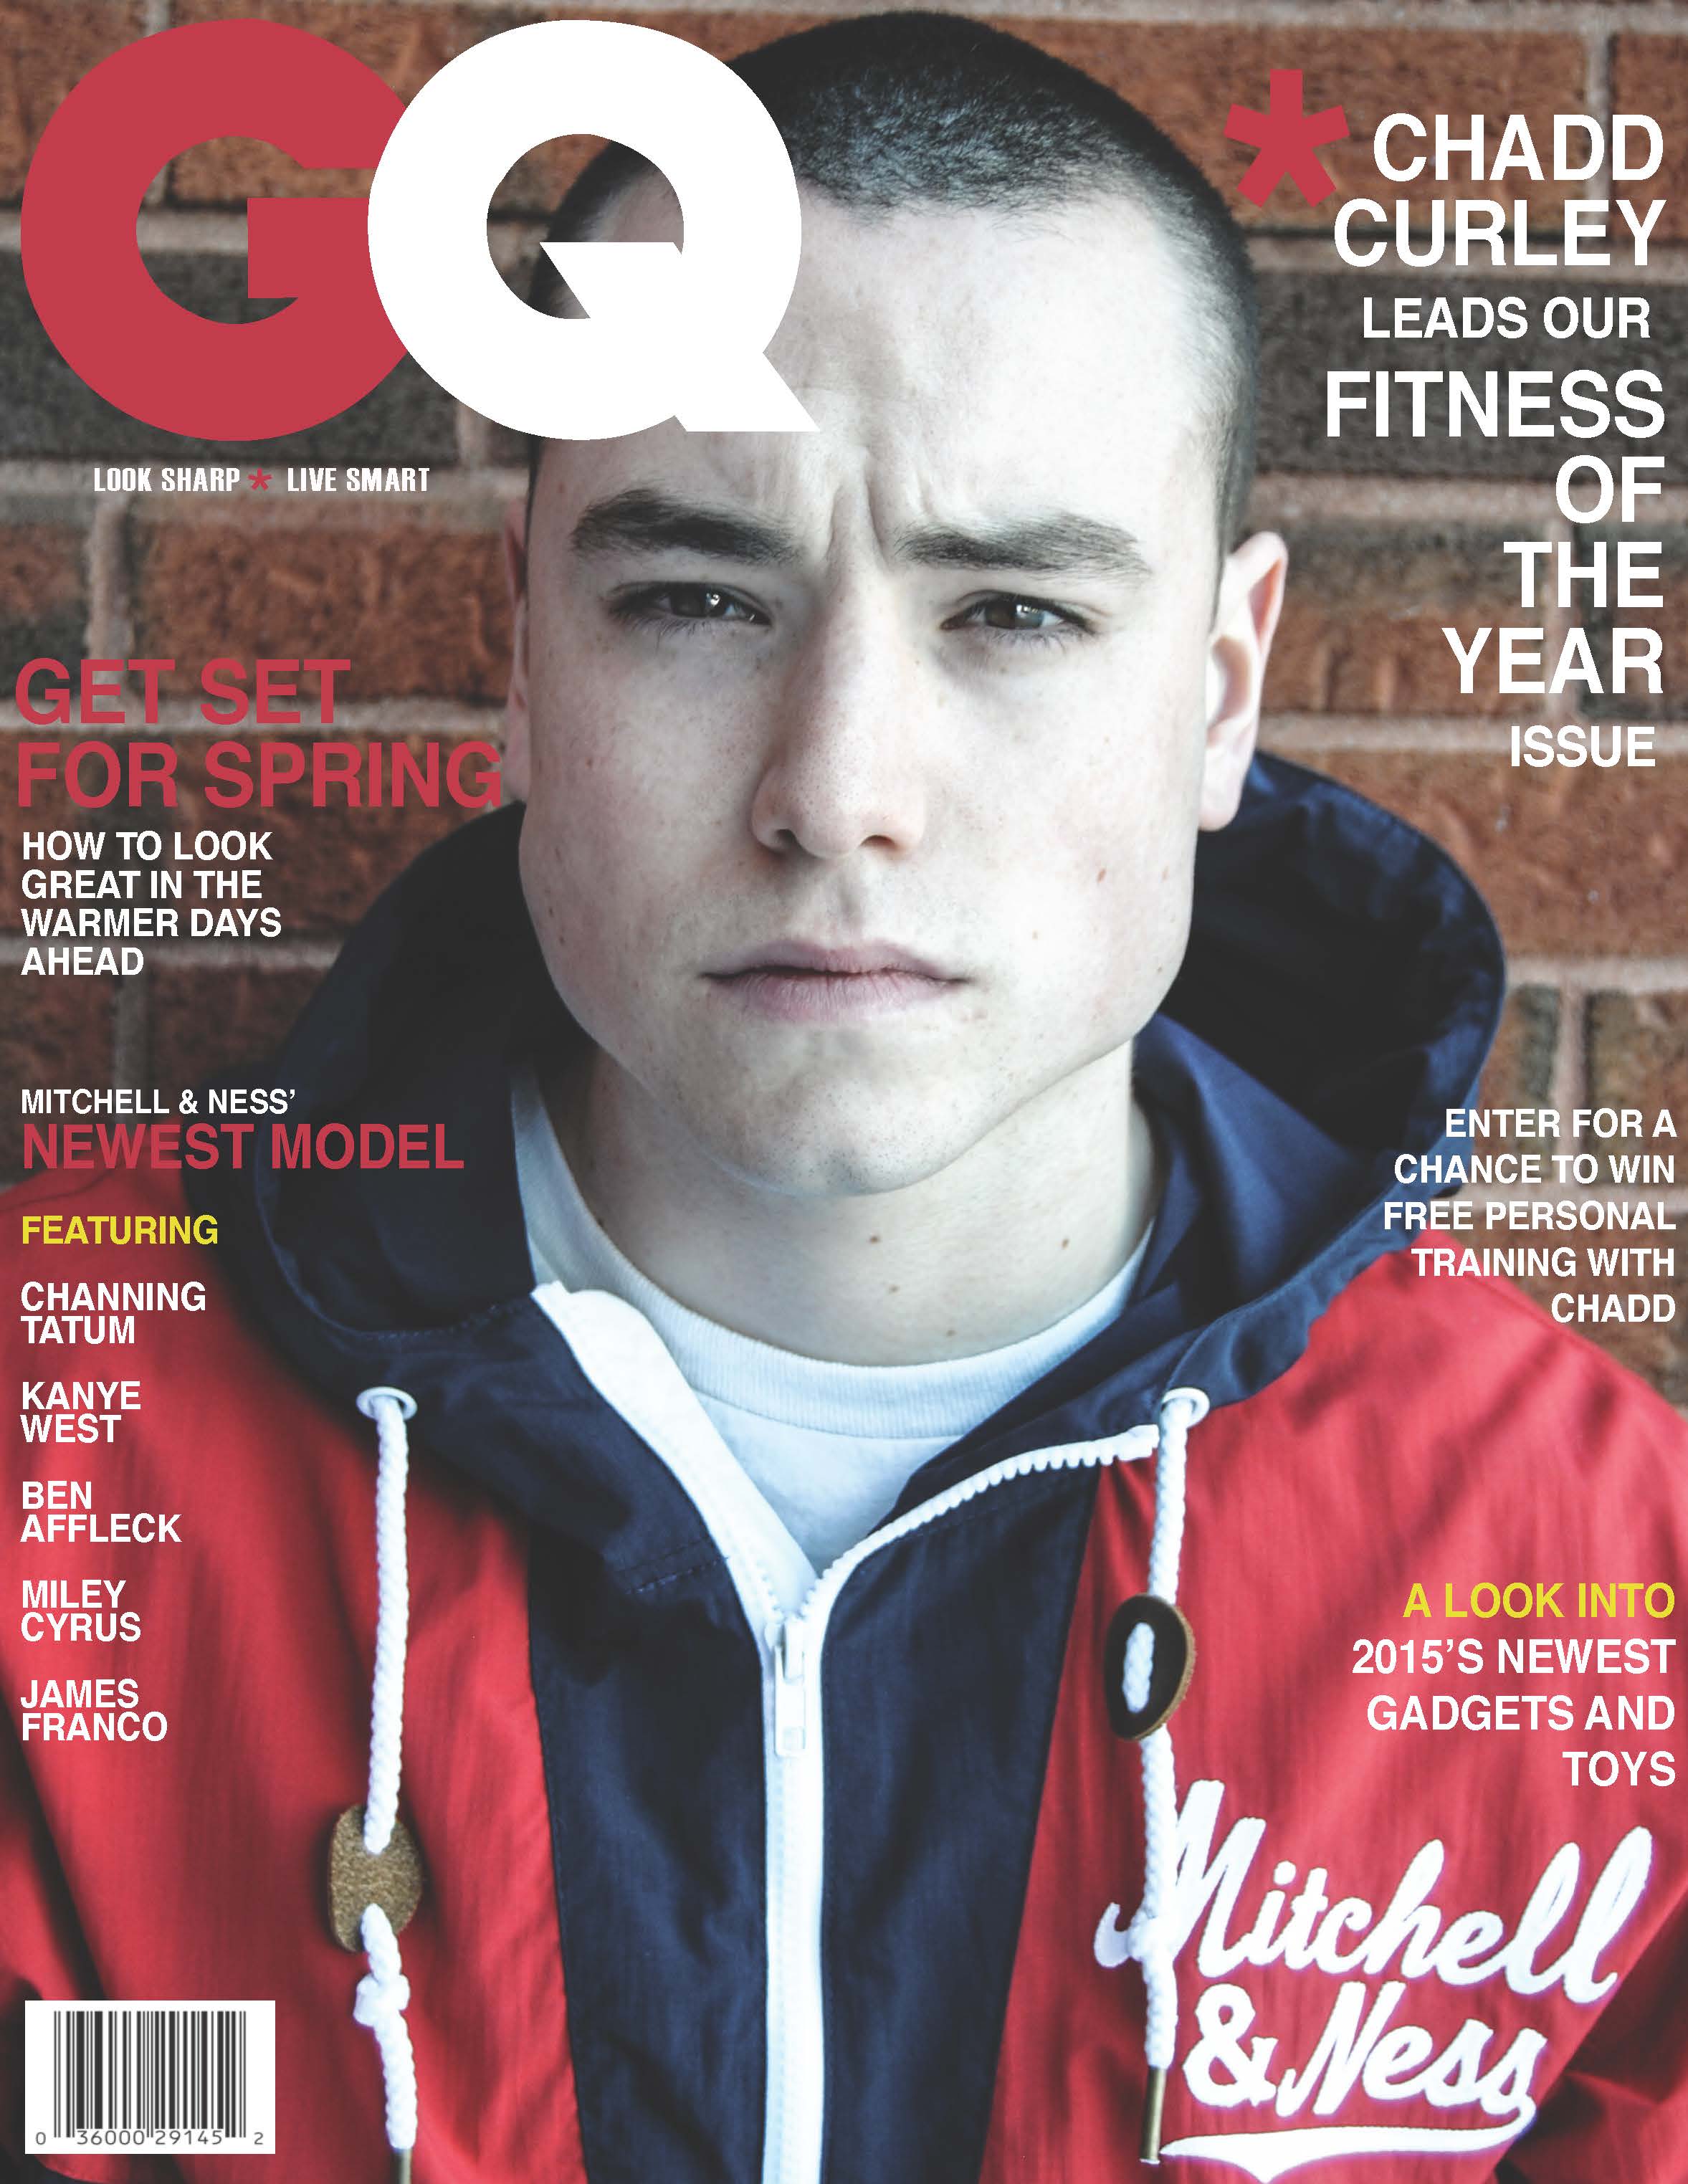 GQ
LOOK SHARP * LIVE SMART
* CHADD
CURLEY
LEADS OUR
FITNESS
OF
THE
YEAR
ISSUE
GET SET
FOR SPRING
HOW TO LOOK
GREAT IN THE
WARMER DAYS
AHEAD
MITCHELL & NESS’
NEWEST MODEL
FEATURING
CHANNING
TATUM
KANYE
WEST
BEN
AFFLECK
MILEY
CYRUS
JAMES
FRANCO
ENTER FOR A
CHANCE TO WIN
FREE PERSONAL
TRAINING WITH
CHADD
A LOOK INTO
2015’S NEWEST
GADGETS AND
TOYS
Mitchell
& Ness
0 36000 29145 2